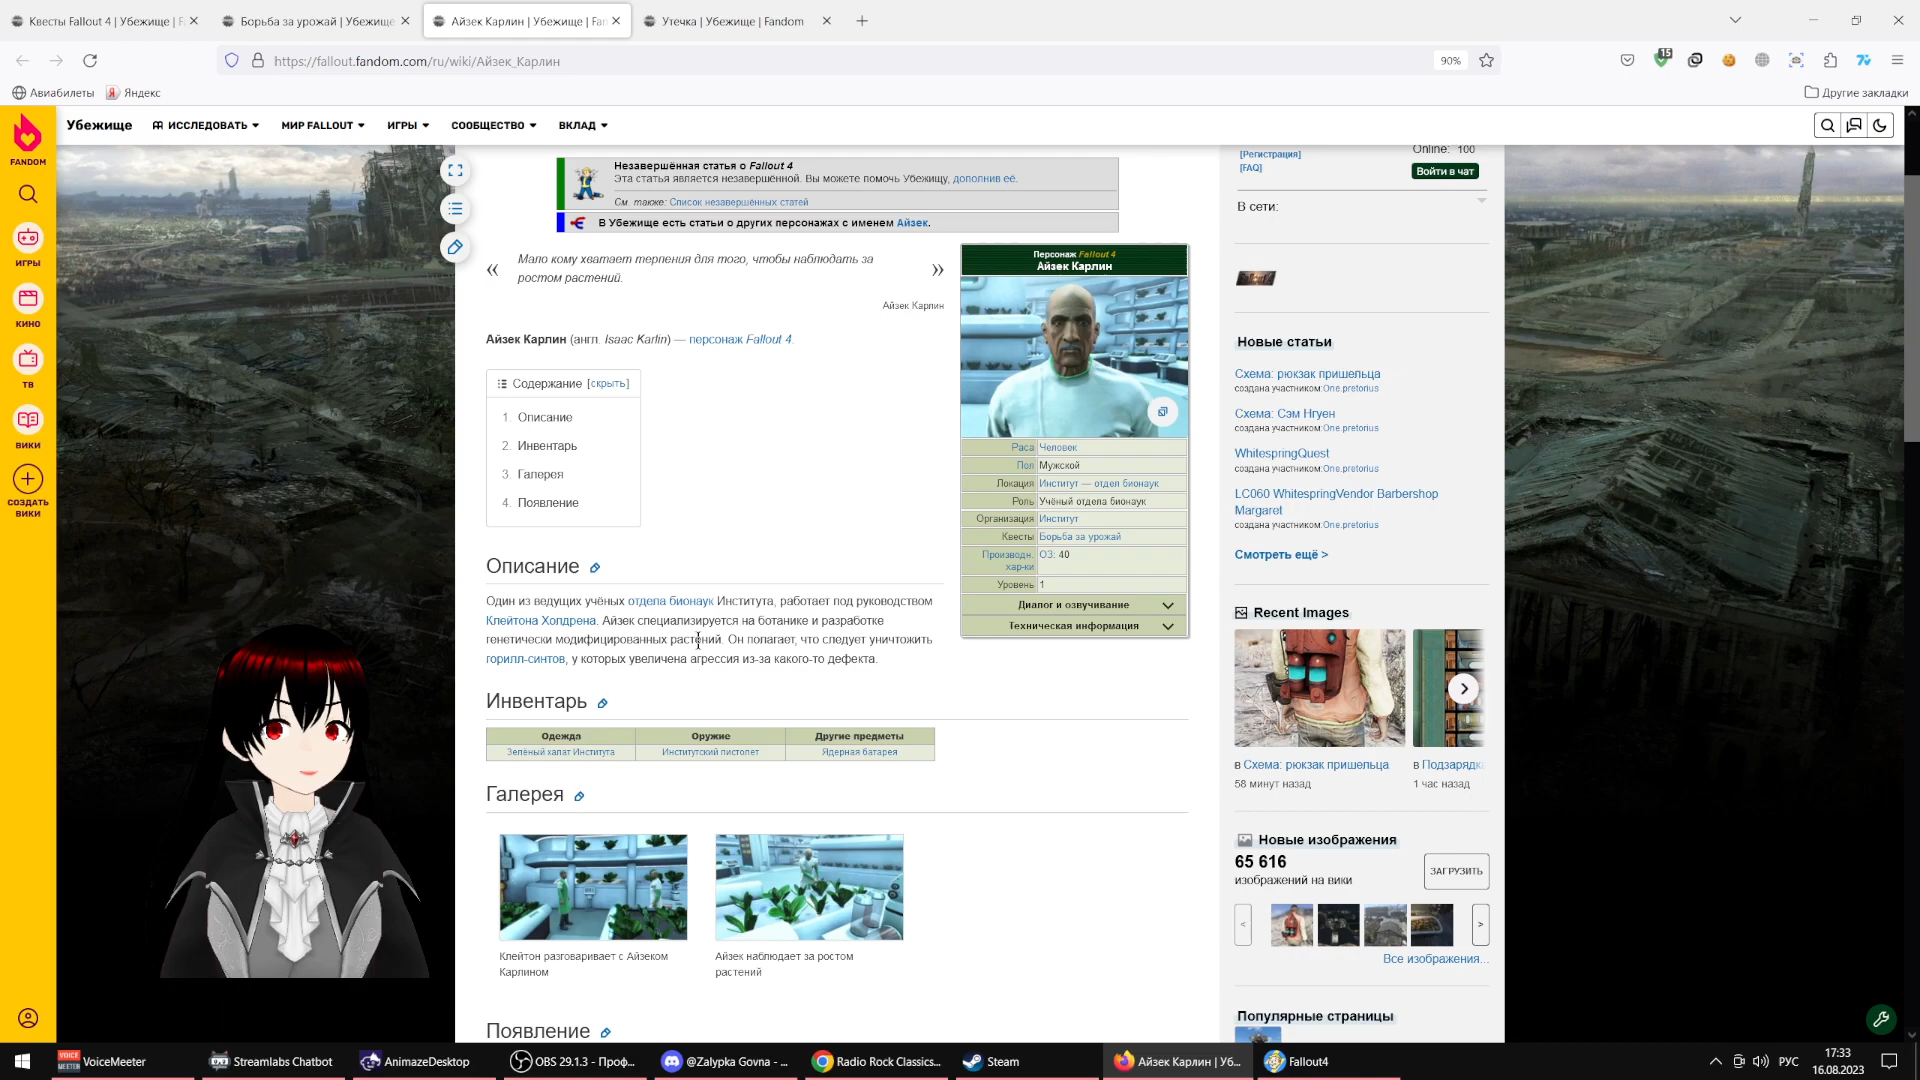 Квесты Fallout 4 | Убежище | F
Борьба за урожай | Убежище
Айзек Карлин | Убежище | Fan
Утечка | Убежище | Fandom
https://fallout.fandom.com/ru/wiki/Айзек_Карлин
90%
15
Авиабилеты
Яндекс
Другие закладки
FANDOM
ИГРЫ
КИНО
ТВ
ВИКИ
СОЗДАТЬ
ВИКИ
Убежище
ИССЛЕДОВАТЬ
МИР FALLOUT
ИГРЫ
СООБЩЕСТВО
ВКЛАД
Незавершённая статья о Fallout 4
Эта статья является незавершённой. Вы можете помочь Убежищу, дополнив её.
См. также: Список незавершённых статей
В Убежище есть статьи о других персонажах с именем Айзек.
« Мало кому хватает терпения для того, чтобы наблюдать за »
ростом растений.
Айзек Карлин
Айзек Карлин (англ. Isaac Karlin) — персонаж Fallout 4.
Содержание [скрыть]
1. Описание
2. Инвентарь
3. Галерея
4. Появление
Описание
Один из ведущих учёных отдела бионаук Института, работает под руководством
Клейтона Холдрена. Айзек специализируется на ботанике и разработке
генетически модифицированных растений. Он полагает, что следует уничтожить
горилл-синтов, у которых увеличена агрессия из-за какого-то дефекта.
Инвентарь
Одежда Оружие Другие предметы
Зелёный халат Института Институтский пистолет Ядерная батарея
Галерея
Клейтон разговаривает с Айзеком
Карлином
Айзек наблюдает за ростом
растений
Появление
Персонаж Fallout 4
Айзек Карлин
Раса Человек
Пол Мужской
Локация Институт — отдел бионаук
Роль Учёный отдела бионаук
Организация Институт
Квесты Борьба за урожай
Производн. ОЗ: 40
хар-ки
Уровень 1
Диалог и озвучивание
Техническая информация
[Регистрация]
[FAQ]
Online: 100
Войти в чат
В сети:
Новые статьи
Схема: рюкзак пришельца
создана участником:One.pretorius
Схема: Сэм Нгуен
создана участником:One.pretorius
WhitespringQuest
создана участником:One.pretorius
LC060 WhitespringVendor Barbershop
Margaret
создана участником:One.pretorius
Смотреть ещё >
Recent Images
в Схема: рюкзак пришельца
58 минут назад
в Подзарядк
1 час назад
Новые изображения
65 616
изображений на вики
ЗАГРУЗИТЬ
<
>
Все изображения...
Популярные страницы
VoiceMeeter
Streamlabs Chatbot
AnimazeDesktop
OBS 29.1.3 - Проф...
@Zalypka Govna - ...
Radio Rock Classics...
Steam
Айзек Карлин | Уб...
Fallout4
РУС
17:33
16.08.2023